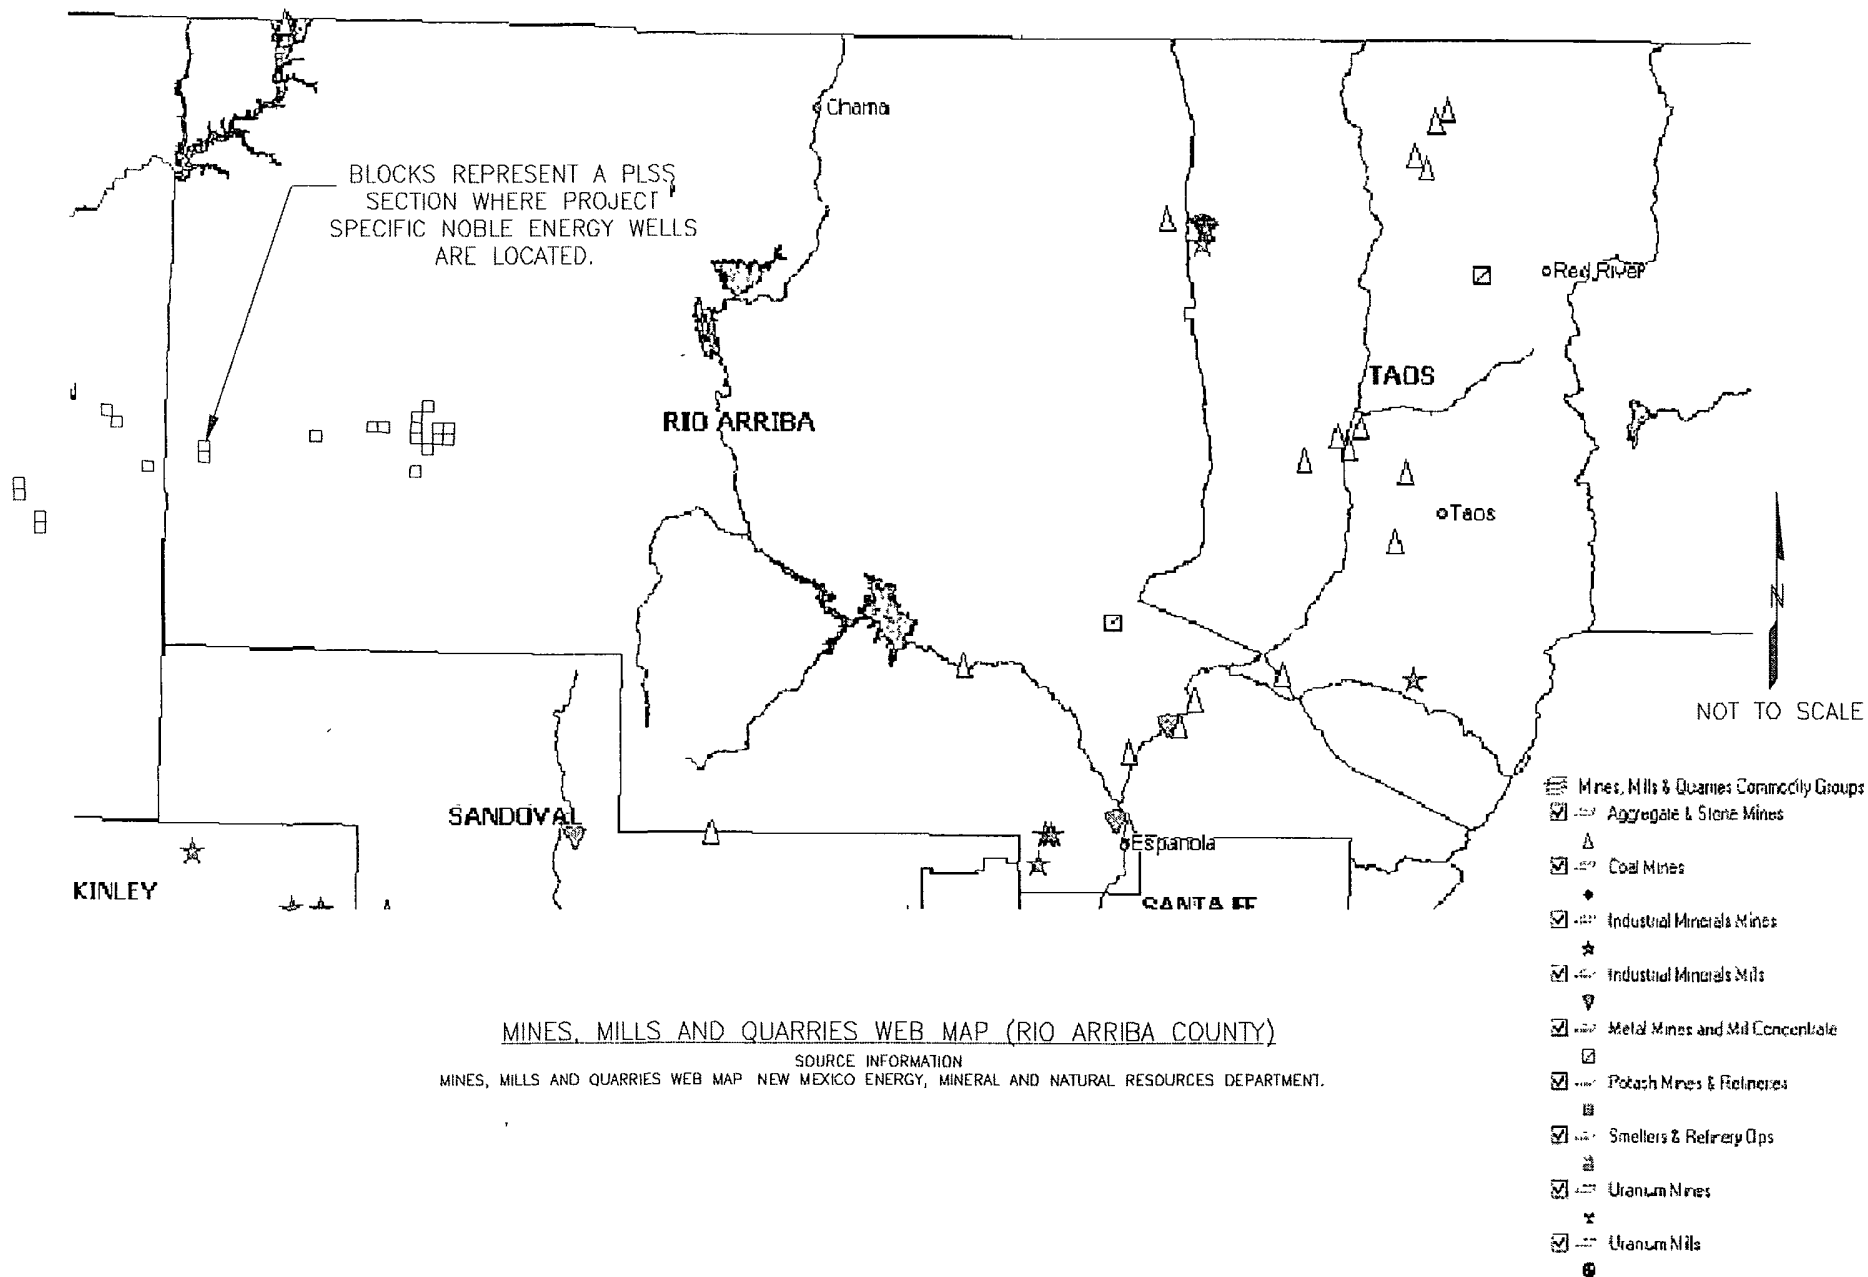 Chama
BLOCKS REPRESENT A PLSS
SECTION WHERE PROJECT
SPECIFIC NOBLE ENERGY WELLS
ARE LOCATED.
Red River
TAOS
RIO ARRIBA
Taos
N
NOT TO SCALE
SANDOVAL
Espanola
KINLEY
SANTA FE
Mines, Mills & Quarries Commodity Groups
Aggregate & Stone Mines
Coal Mines
Industrial Minerals Mines
Industrial Minerals Mills
Metal Mines and Mill Concentrate
Potash Mines & Refineries
Smelters & Refinery Ops
Uranium Mines
Uranium Mills
MINES, MILLS AND QUARRIES WEB MAP (RIO ARRIBA COUNTY)
SOURCE INFORMATION
MINES, MILLS AND QUARRIES WEB MAP NEW MEXICO ENERGY, MINERAL AND NATURAL RESOURCES DEPARTMENT.